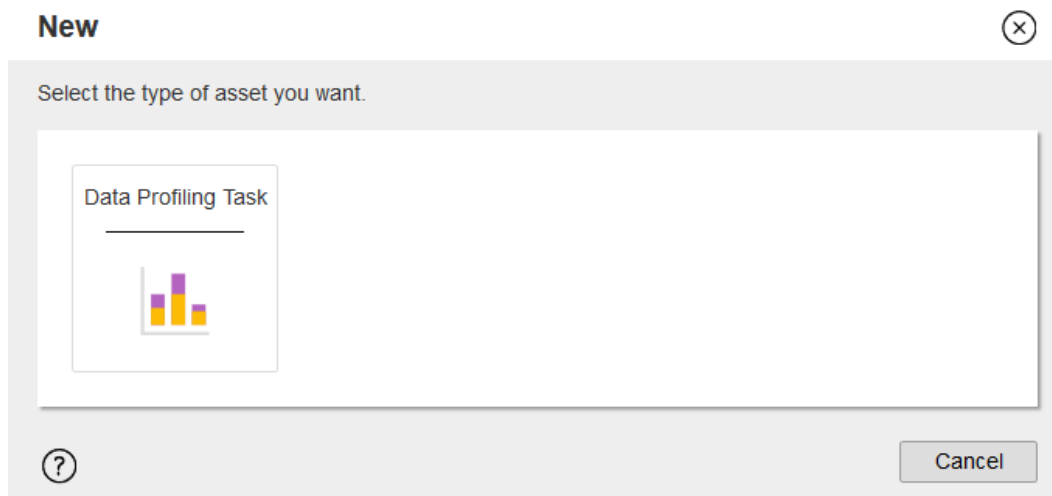 New
Select the type of asset you want.
Data Profiling Task
?
Cancel